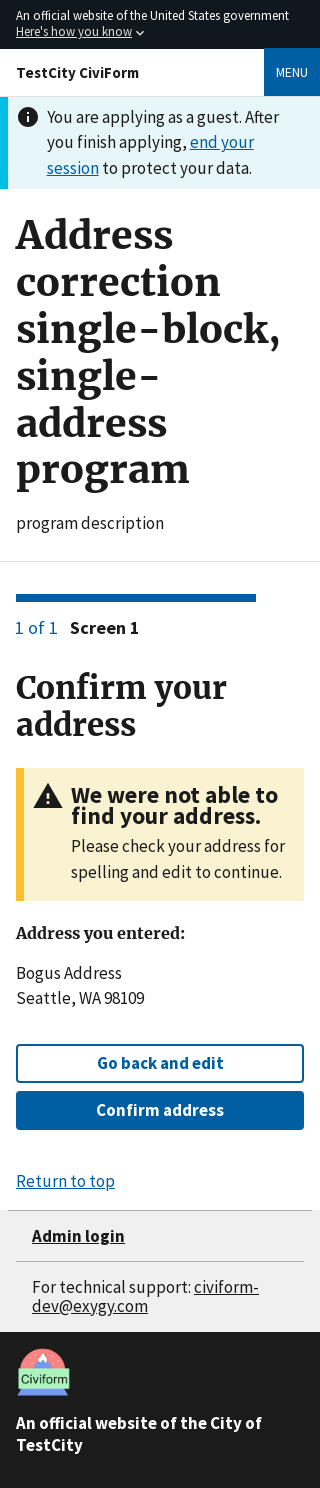 An official website of the United States government
Here's how you know
TestCity CiviForm
MENU
You are applying as a guest. After
you finish applying, end your
session to protect your data.
Address
correction
single-block,
single-
address
program
program description
1 of 1 Screen 1
Confirm your
address
We were not able to
find your address.
Please check your address for
spelling and edit to continue.
Address you entered:
Bogus Address
Seattle, WA 98109
Go back and edit
Confirm address
Return to top
Admin login
For technical support: civiform-
dev@exygy.com
Civiform
An official website of the City of
TestCity